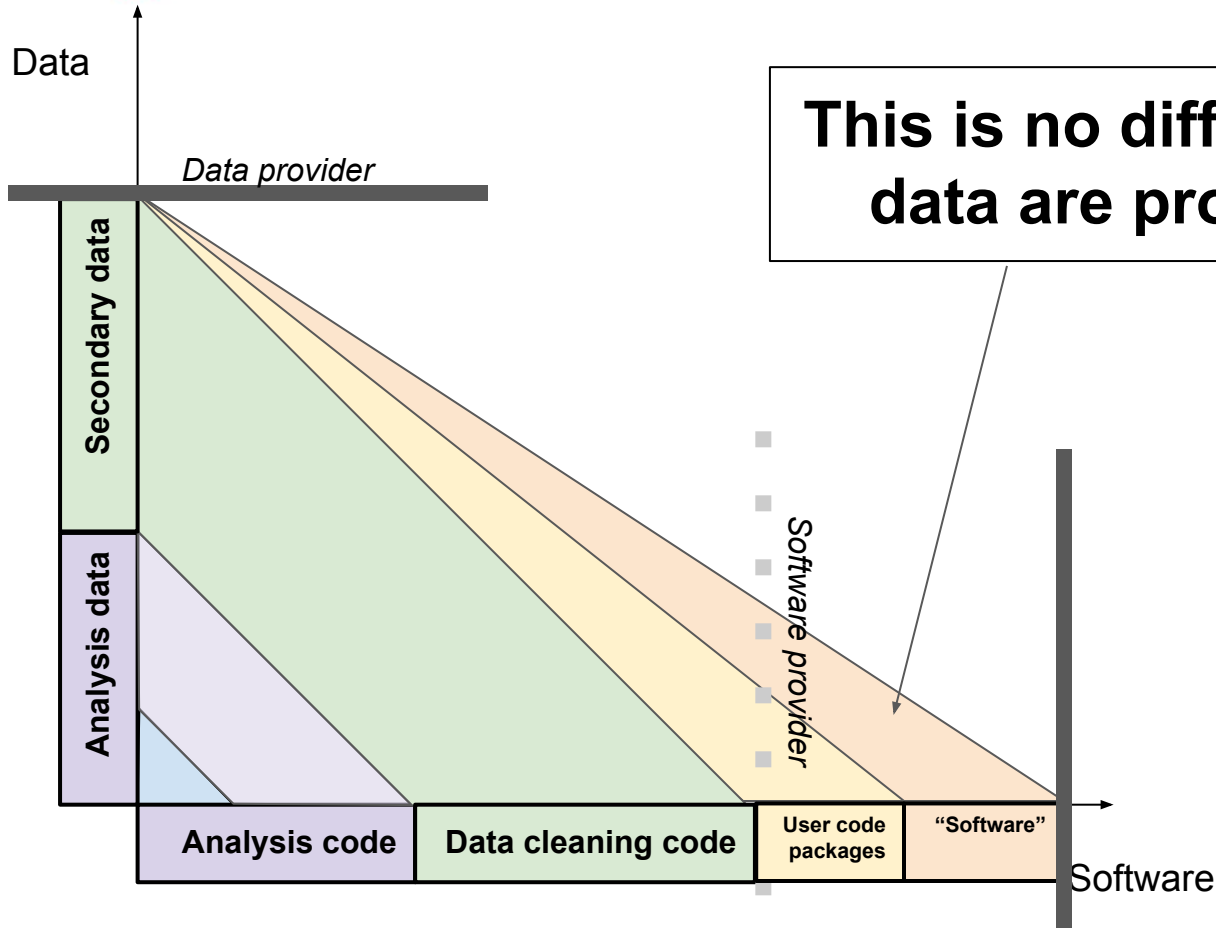 Data
This is no diff
data are pro
Data provider
Secondary data
Analysis data
Software provider
Analysis code
Data cleaning code
User code
packages
“Software”
Software